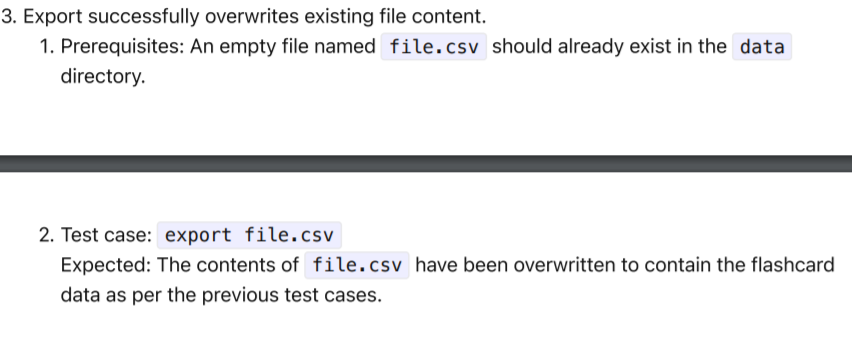 3. Export successfully overwrites existing file content.
1. Prerequisites: An empty file named file.csv should already exist in the data
directory.
2. Test case: export file.csv
Expected: The contents of file.csv have been overwritten to contain the flashcard
data as per the previous test cases.